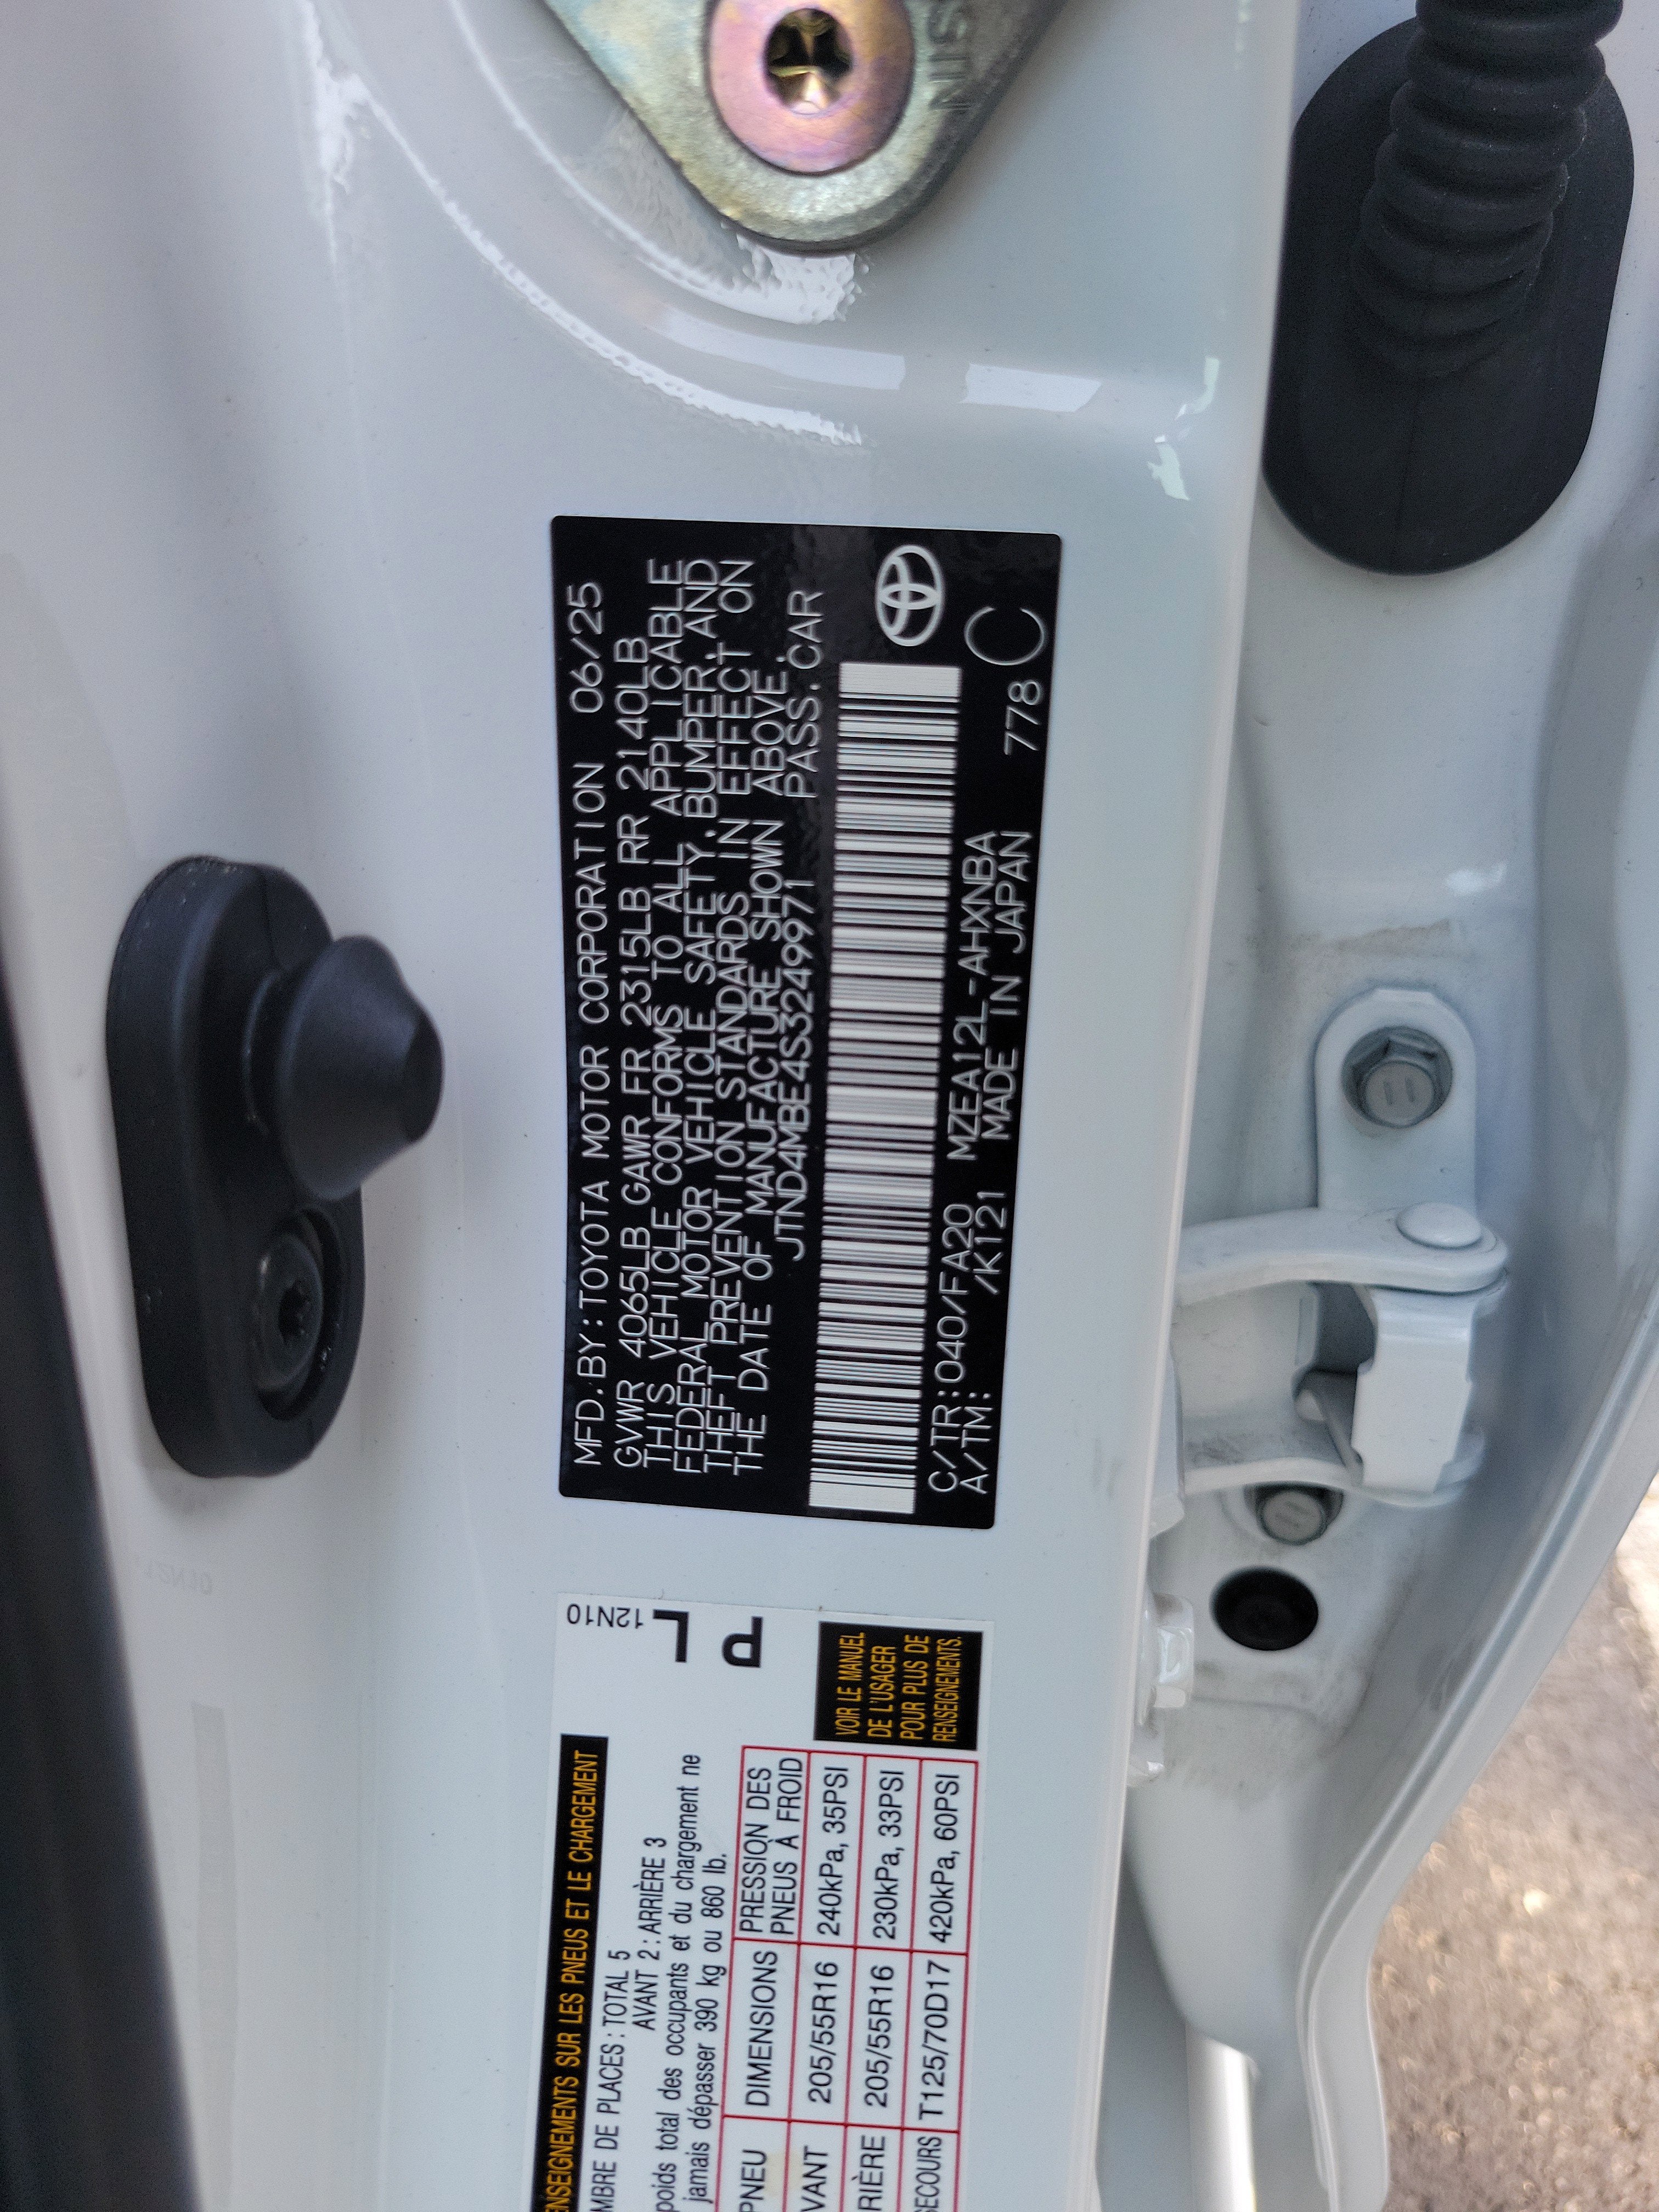 NISIN
MFD.BY:TOYOTA MOTOR CORPORATION 06/25
GVWR 4065LB GAWR FR 2315LB RR 2140LB
THIS VEHICLE CONFORMS TO ALL APPLICABLE
FEDERAL MOTOR VEHICLE SAFETY, BUMPER, AND
THEFT PREVENTION STANDARDS IN EFFECT ON
THE DATE OF MANUFACTURE SHOWN ABOVE.
JTND4MBE4S3249971 PASS.CAR
C/TR:040/FA20 MZEA12L-AHXNBA
A/TM: /K121 MADE IN JAPAN 778 C
12N10
PL
ENSEIGNEMENTS SUR LES PNEUS ET LE CHARGEMENT
MBRE DE PLACES : TOTAL 5
AVANT 2 : ARRIÈRE 3
poids total des occupants et du chargement ne
jamais dépasser 390 kg ou 860 lb.
PNEU DIMENSIONS PRESSION DES PNEUS À FROID
VANT 205/55R16 240kPa, 35PSI
RIÈRE 205/55R16 230kPa, 33PSI
SECOURS T125/70D17 420kPa, 60PSI
VOIR LE MANUEL
DE L'USAGER
POUR PLUS DE
RENSEIGNEMENTS.